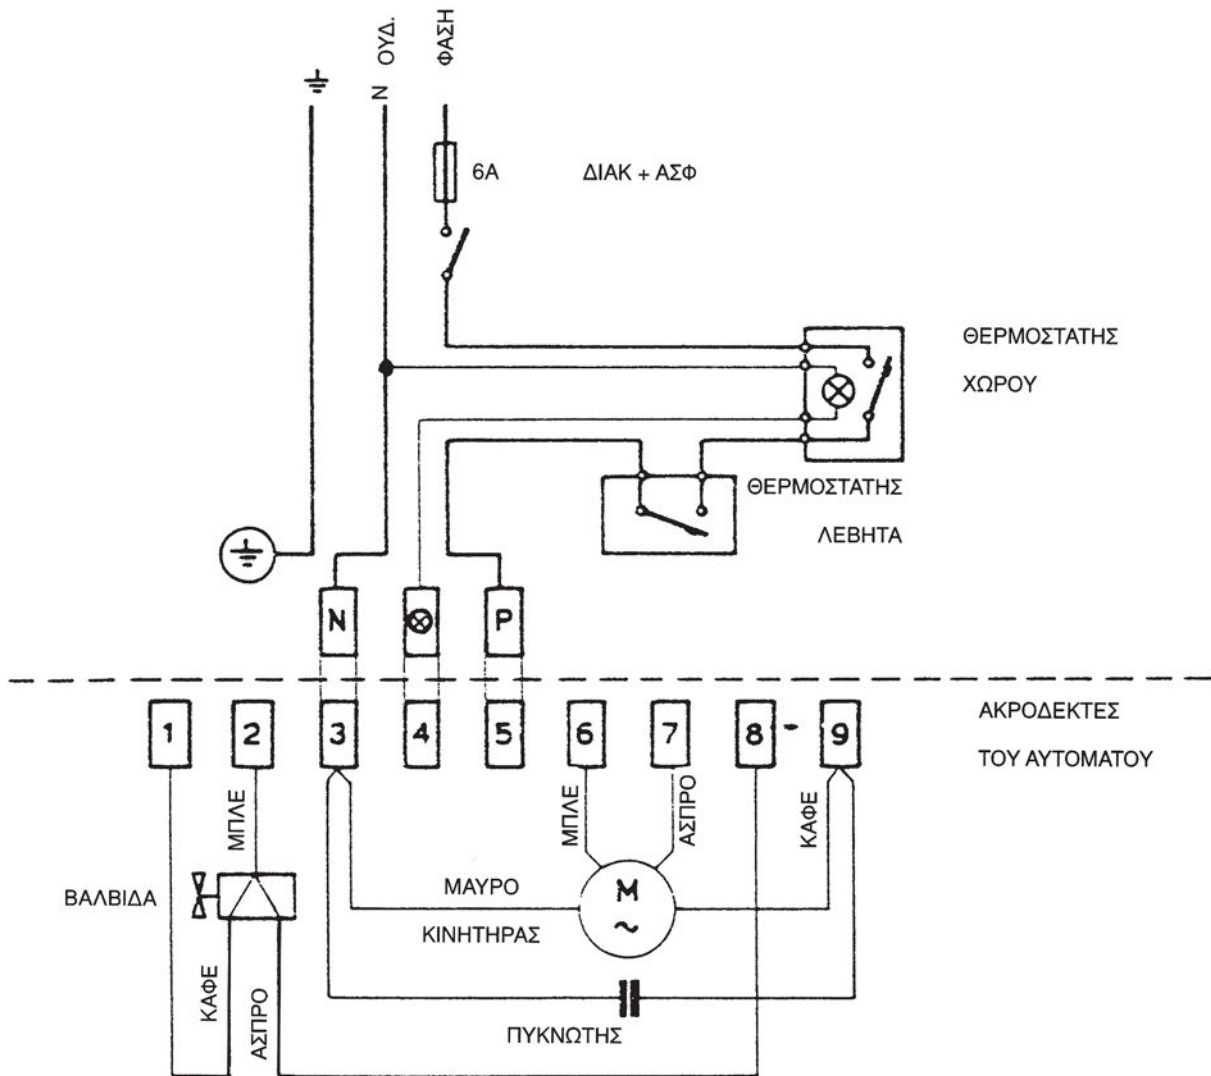 ΟΥΔ.
ΦΑΣΗ
N
6A
ΔΙΑΚ + ΑΣΦ
ΘΕΡΜΟΣΤΑΤΗΣ
ΧΩΡΟΥ
ΘΕΡΜΟΣΤΑΤΗΣ
ΛΕΒΗΤΑ
N
P
ΑΚΡΟΔΕΚΤΕΣ
ΤΟΥ ΑΥΤΟΜΑΤΟΥ
1 2 3 4 5 6 7 8 - 9
ΜΠΛΕ
ΜΠΛΕ
ΑΣΠΡΟ
ΚΑΦΕ
ΒΑΛΒΙΔΑ
ΜΑΥΡΟ
M
~
ΚΙΝΗΤΗΡΑΣ
ΚΑΦΕ
ΑΣΠΡΟ
ΠΥΚΝΩΤΗΣ